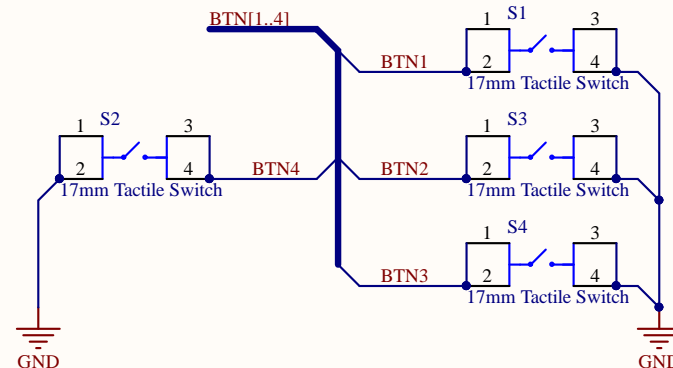 BTN[1..4]
S1
1
3
BTN1
2
4
17mm Tactile Switch
S2
1
3
2
4
17mm Tactile Switch
BTN4
S3
1
3
BTN2
2
4
17mm Tactile Switch
S4
1
3
BTN3
2
4
17mm Tactile Switch
GND
GND